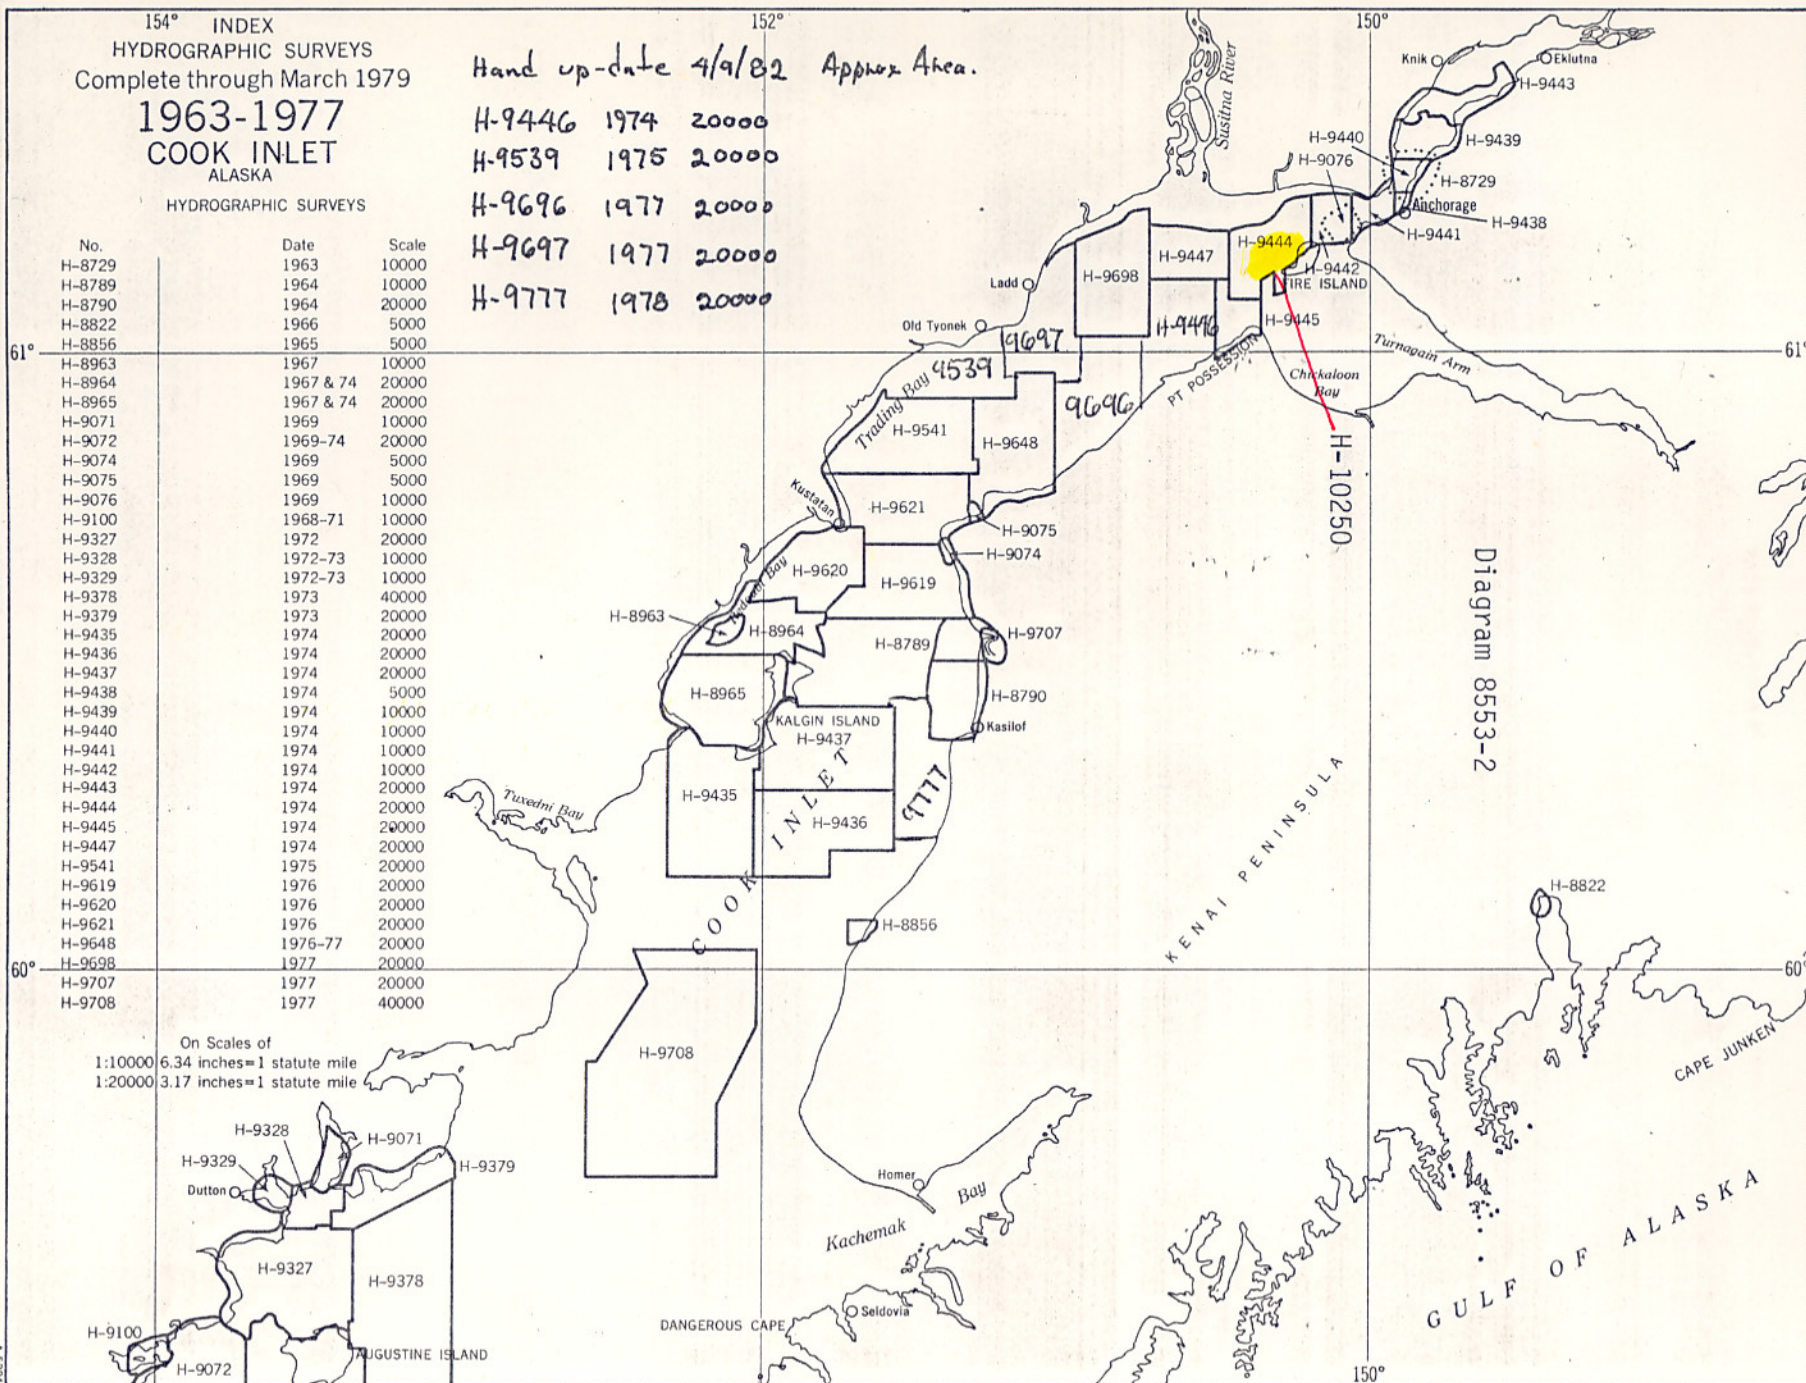 154°
152°
150°
INDEX
HYDROGRAPHIC SURVEYS
Complete through March 1979
1963-1977
COOK INLET
ALASKA
HYDROGRAPHIC SURVEYS
No. Date Scale
H-8729 1963 10000
H-8789 1964 10000
H-8790 1964 20000
H-8822 1966 5000
H-8856 1965 5000
H-8963 1967 10000
H-8964 1967 & 74 20000
H-8965 1967 & 74 20000
H-9071 1969 10000
H-9072 1969-74 20000
H-9074 1969 5000
H-9075 1969 5000
H-9076 1969 10000
H-9100 1968-71 10000
H-9327 1972 20000
H-9328 1972-73 10000
H-9329 1972-73 10000
H-9378 1973 40000
H-9379 1973 20000
H-9435 1974 20000
H-9436 1974 20000
H-9437 1974 20000
H-9438 1974 5000
H-9439 1974 10000
H-9440 1974 10000
H-9441 1974 10000
H-9442 1974 10000
H-9443 1974 20000
H-9444 1974 20000
H-9445 1974 20000
H-9447 1974 20000
H-9541 1975 20000
H-9619 1976 20000
H-9620 1976 20000
H-9621 1976 20000
H-9648 1976-77 20000
H-9698 1977 20000
H-9707 1977 20000
H-9708 1977 40000
On Scales of
1:10000 6.34 inches=1 statute mile
1:20000 3.17 inches=1 statute mile
Hand up-date 4/9/82 Approx Area.
H-9446 1974 20000
H-9539 1975 20000
H-9696 1977 20000
H-9697 1977 20000
H-9777 1978 20000
Susitna River
Knik
Eklutna
H-9443
H-9440
H-9439
H-9076
H-8729
Anchorage
H-9438
H-9441
H-9444
H-9447
H-9442
H-9698
FIRE ISLAND
Ladd
H-9445
H-9446
Old Tyonek
9697
61°
61°
PT POSSESSION
Turnagain Arm
9539
Chickaloon
Bay
9696
Trading Bay
H-9541
H-9648
H-10250
Kustatan
H-9621
H-9075
H-9074
Diagram 8553-2
H-9620
H-9619
Redoubt Bay
H-8963
H-8964
H-8789
H-9707
H-8965
H-8790
KALGIN ISLAND
H-9437
Kasilof
9777
H-9435
H-9436
Tuxedni Bay
COOK INLET
KENAI PENINSULA
H-8822
H-8856
60°
60°
H-9708
CAPE JUNKEN
H-9328
H-9071
H-9329
H-9379
Dutton
Homer
Kachemak Bay
GULF OF ALASKA
H-9327
H-9378
Seldovia
DANGEROUS CAPE
H-9100
AUGUSTINE ISLAND
H-9072
150°